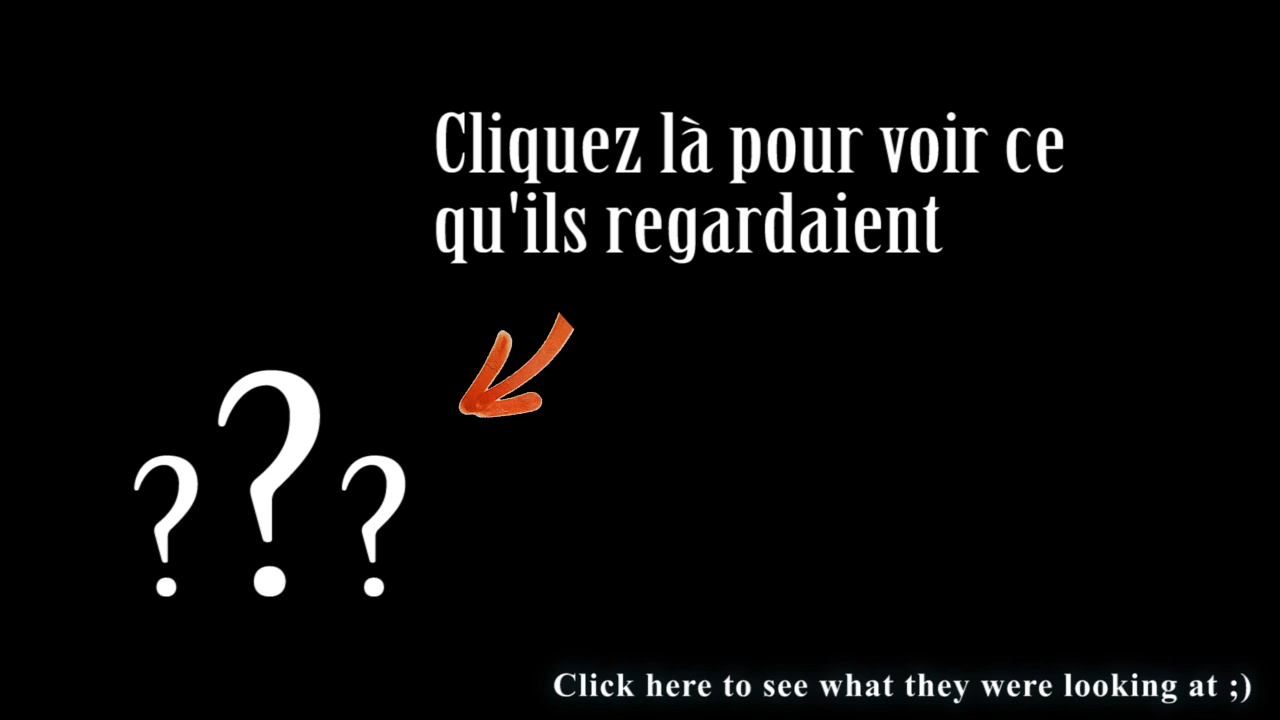 Cliquez là pour voir ce
qu'ils regardaient
? ? ?
Click here to see what they were looking at ;)